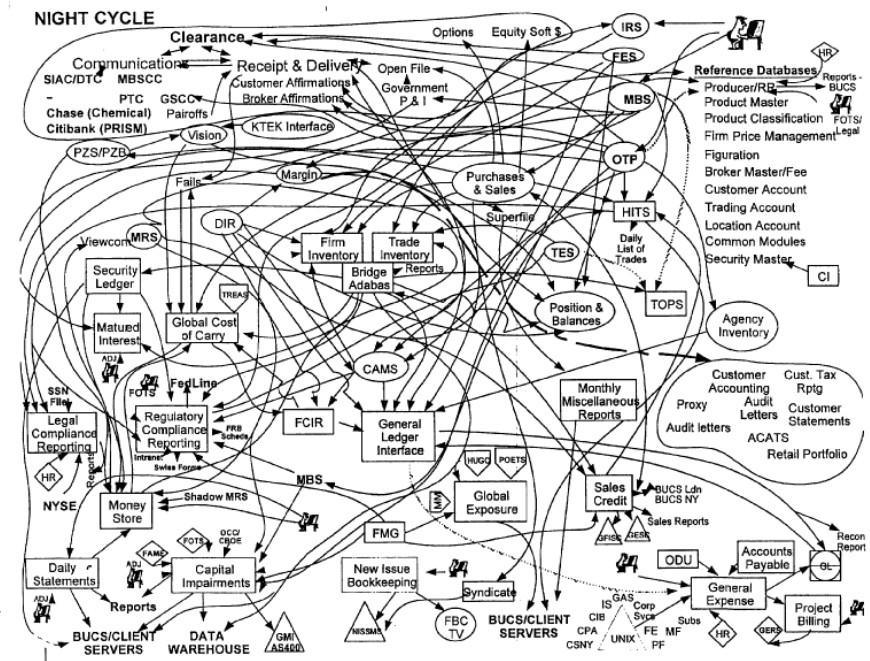 NIGHT CYCLE
Clearance
Communications
SIAC/DTC MBSCC
PTC GSCC
Chase (Chemical) Pairoffs
Citibank (PRISM)
Receipt & Delivery
Customer Affirmations
Broker Affirmations
Options
Equity Soft $
Open File
Government
P & I
IRS
FES
MBS
OTP
HR
Reference Databases
Reports -
BUCS
FOTS/
Legal
Producer/RB
Product Master
Product Classification
Firm Price Management
Figuration
Broker Master/Fee
Customer Account
Trading Account
Location Account
Common Modules
Security Master
CI
Vision
KTEK Interface
PZS/PZB
Fails
Margin
Purchases
& Sales
Superfile
HITS
Daily
List of
Trades
DIR
Viewcom
MRS
Firm
Inventory
Trade
Inventory
Bridge
Adabas
Reports
TES
TOPS
Security
Ledger
TREAS
Matued
Interest
Global Cost
of Carry
Position &
Balances
Agency
Inventory
ADJ
FOTS
FedLine
CAMS
SSN
File
Legal
Compliance
Reporting
Regulatory
Compliance
Reporting
FRB
Scheds
Intranet
Swiss Forms
FCIR
General
Ledger
Interface
Monthly
Miscellaneous
Reports
Customer
Accounting
Cust. Tax
Rptg
Proxy
Audit
Letters
Customer
Statements
Audit letters
ACATS
Retail Portfolio
HR
Reports
NYSE
Money
Store
Shadow MRS
MBS
HUGO
POETS
MM
Global
Exposure
Sales
Credit
BUCS Ldn
BUCS NY
Sales Reports
GFISC
GESC
FMG
FAME
FOTS
OCC/
CBOE
Daily
Statements
ADJ
Capital
Impairments
New Issue
Bookkeeping
Syndicate
ODU
Accounts
Payable
Recon
Report
GL
General
Expense
Project
Billing
ADJ
Reports
BUCS/CLIENT
SERVERS
DATA
WAREHOUSE
GMI
AS400
NISSMS
FBC
TV
BUCS/CLIENT
SERVERS
GAS
IS
Corp
Svcs
CIB
CPA
CSNY
UNIX
Subs
FE MF
PF
HR
GERS